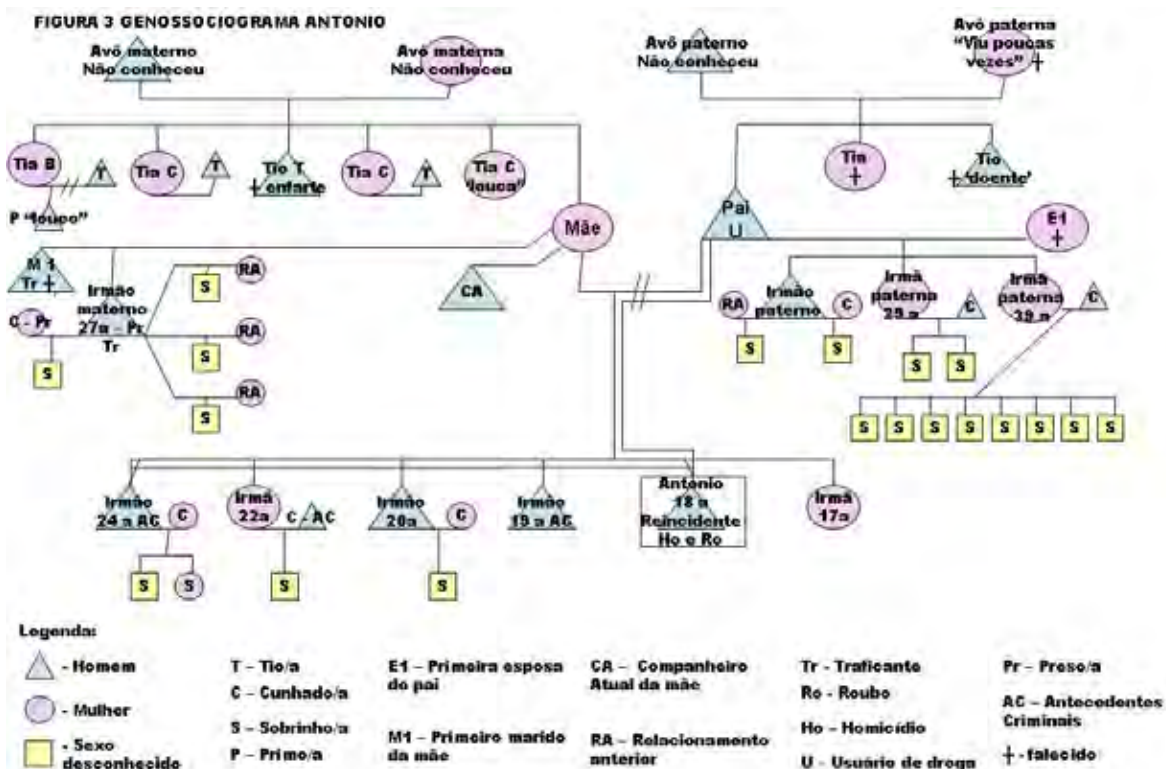 FIGURA 3 GENOSSOCIOGRAMA ANTONIO
Avô materno
Não conheceu
Avó materna
Não conheceu
Avô paterno
Não conheceu
Avó paterna
"Viu poucas
vezes"
Tia B
T
Tia C
T
Tio T
enfarte
Tia C
T
Tia C
"louca"
Tia
Tio
'doente'
P "louco"
Mãe
Pai
U
E1
M 1
Tr
Irmão
materno
27a - Pr
Tr
C - Pr
S
S
RA
S
RA
S
RA
CA
RA
Irmão
paterno
C
S
S
Irmã
paterna
29 a
C
S
S
Irmã
paterna
39 a
C
S
S
S
S
S
S
S
S
Irmão
24 a AC
C
S
S
Irmã
22a
C - AC
S
Irmão
20a
C
S
Irmão
19 a AC
Antonio
18 a
Reincidente
Ho e Ro
Irmã
17a
Legenda:
- Homem
- Mulher
- Sexo
desconhecido
T - Tio/a
C - Cunhado/a
S - Sobrinho/a
P - Primo/a
E1 - Primeira esposa
do pai
M1 - Primeiro marido
da mãe
CA - Companheiro
Atual da mãe
RA - Relacionamento
anterior
Tr - Traficante
Ro - Roubo
Ho - Homicídio
U - Usuário de droga
Pr - Preso/a
AC - Antecedentes
Criminais
- falecido